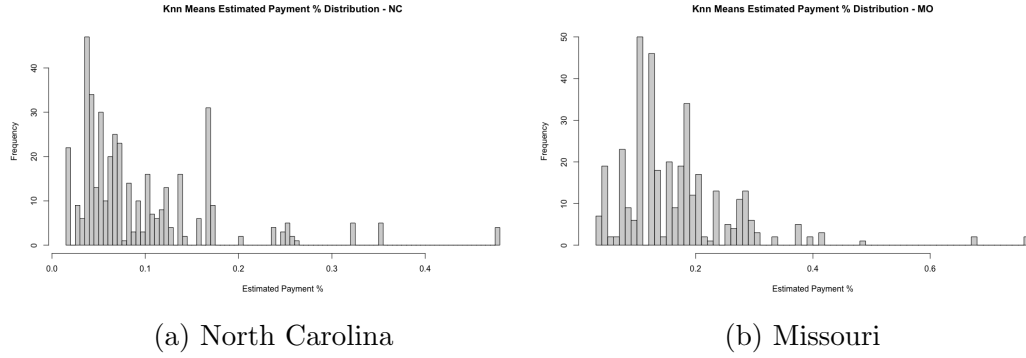 Knn Means Estimated Payment % Distribution - NC
Frequency
40
30
20
10
0
0.0 0.1 0.2 0.3 0.4
Estimated Payment %
(a) North Carolina
Knn Means Estimated Payment % Distribution - MO
Frequency
50
40
30
20
10
0
0.2 0.4 0.6
Estimated Payment %
(b) Missouri